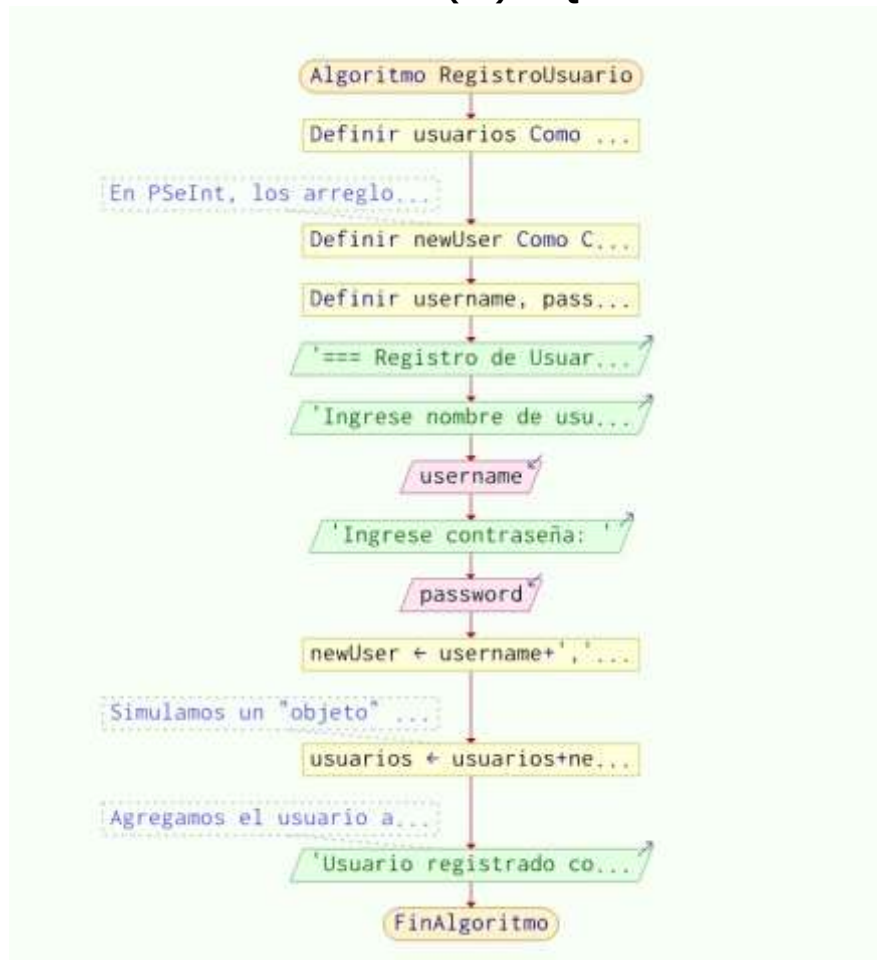 Algoritmo RegistroUsuario
Definir usuarios Como ...
En PSeInt, los arreglo...
Definir newUser Como C...
Definir username, pass...
'=== Registro de Usuar...
'Ingrese nombre de usu...
username
'Ingrese contraseña: '
password
newUser ← username+','...
Simulamos un "objeto" ...
usuarios ← usuarios+ne...
Agregamos el usuario a...
'Usuario registrado co...
FinAlgoritmo